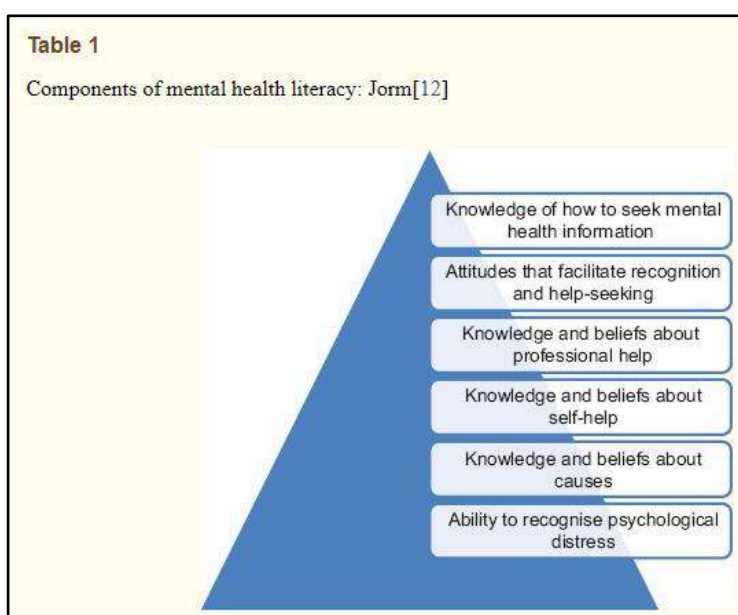 Table 1
Components of mental health literacy: Jorm[12]
Knowledge of how to seek mental
health information
Attitudes that facilitate recognition
and help-seeking
Knowledge and beliefs about
professional help
Knowledge and beliefs about
self-help
Knowledge and beliefs about
causes
Ability to recognise psychological
distress